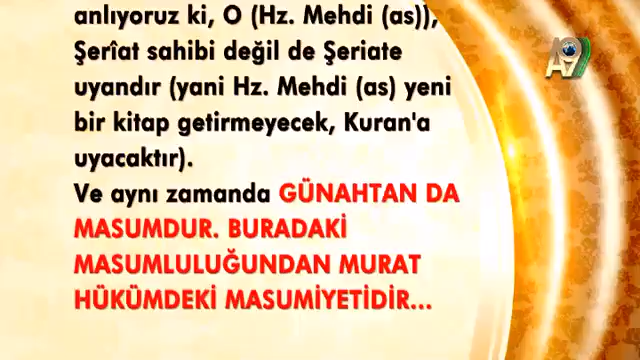 anlıyoruz ki, O (Hz. Mehdi (as)),
Şerîat sahibi değil de Şeriate
uyandır (yani Hz. Mehdi (as) yeni
bir kitap getirmeyecek, Kuran'a
uyacaktır).
Ve aynı zamanda GÜNAHTAN DA
MASUMDUR. BURADAKİ
MASUMLULUĞUNDAN MURAT
HÜKÜMDEKİ MASUMİYETİDİR...
A9